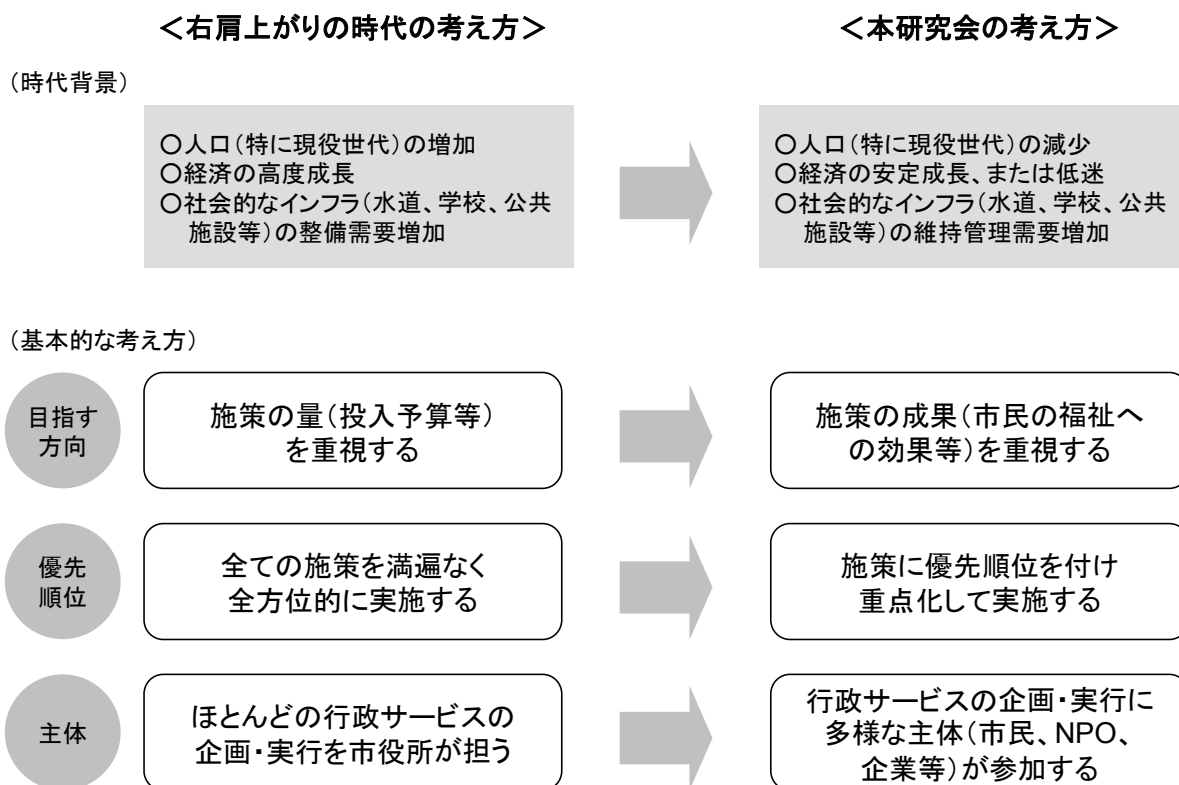 ＜右肩上がりの時代の考え方＞
＜本研究会の考え方＞
（時代背景）
○人口（特に現役世代）の増加
○経済の高度成長
○社会的なインフラ（水道、学校、公共
施設等）の整備需要増加
○人口（特に現役世代）の減少
○経済の安定成長、または低迷
○社会的なインフラ（水道、学校、公共
施設等）の維持管理需要増加
（基本的な考え方）
目指す
方向
施策の量（投入予算等）
を重視する
施策の成果（市民の福祉へ
の効果等）を重視する
優先
順位
全ての施策を満遍なく
全方位的に実施する
施策に優先順位を付け
重点化して実施する
主体
ほとんどの行政サービスの
企画・実行を市役所が担う
行政サービスの企画・実行に
多様な主体（市民、NPO、
企業等）が参加する